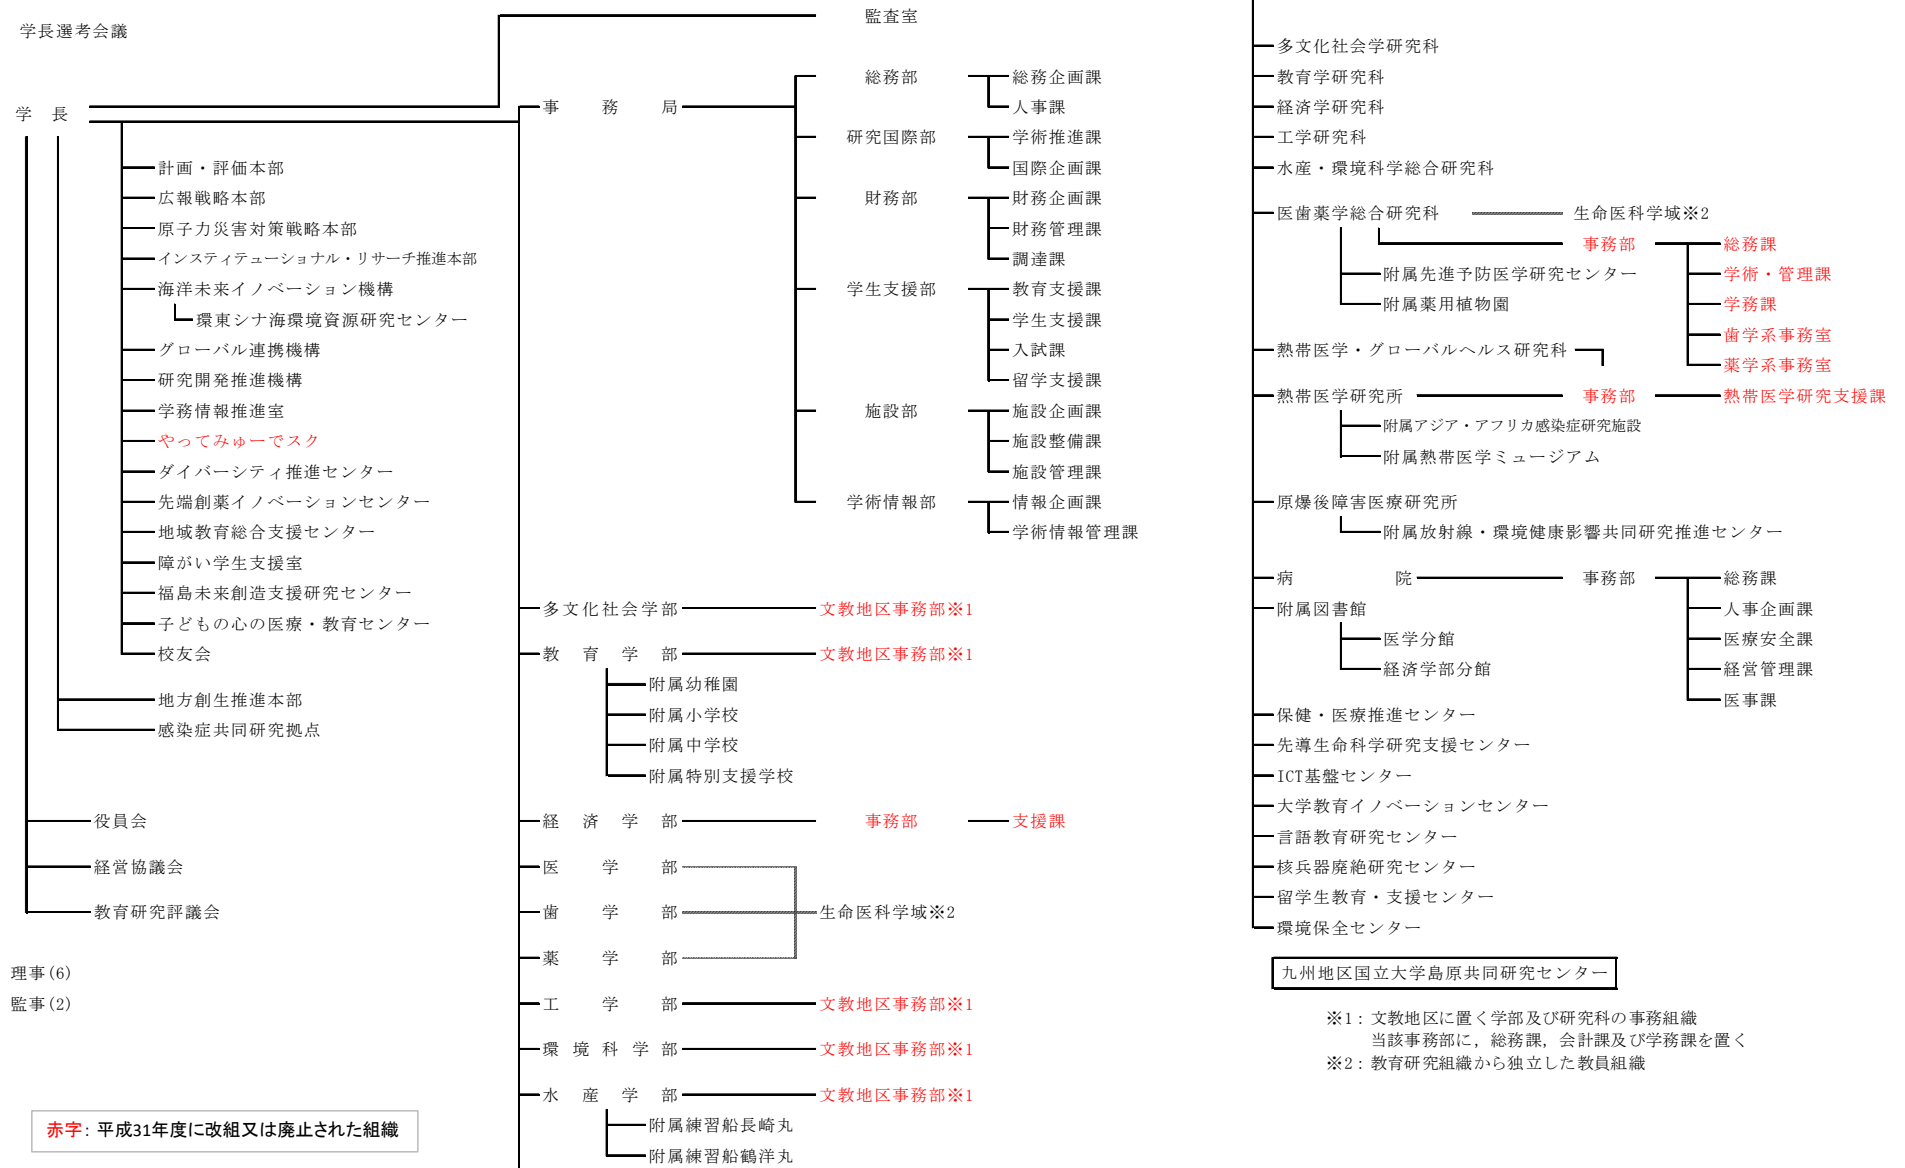 学長選考会議
学　長
計画・評価本部
広報戦略本部
原子力災害対策戦略本部
インスティテューショナル・リサーチ推進本部
海洋未来イノベーション機構
環東シナ海環境資源研究センター
グローバル連携機構
研究開発推進機構
学務情報推進室
やってみゅーでスク
ダイバーシティ推進センター
先端創薬イノベーションセンター
地域教育総合支援センター
障がい学生支援室
福島未来創造支援研究センター
子どもの心の医療・教育センター
校友会
地方創生推進本部
感染症共同研究拠点
役員会
経営協議会
教育研究評議会
理事(6)
監事(2)
赤字：平成31年度に改組又は廃止された組織
監査室
事　務　局
総務部
総務企画課
人事課
研究国際部
学術推進課
国際企画課
財務部
財務企画課
財務管理課
調達課
学生支援部
教育支援課
学生支援課
入試課
留学支援課
施設部
施設企画課
施設整備課
施設管理課
学術情報部
情報企画課
学術情報管理課
多文化社会学部
文教地区事務部※1
教　育　学　部
文教地区事務部※1
附属幼稚園
附属小学校
附属中学校
附属特別支援学校
経　済　学　部
事務部
支援課
医　学　部
歯　学　部
生命医科学域※2
薬　学　部
工　学　部
文教地区事務部※1
環　境　科　学　部
文教地区事務部※1
水　産　学　部
文教地区事務部※1
附属練習船長崎丸
附属練習船鶴洋丸
多文化社会学研究科
教育学研究科
経済学研究科
工学研究科
水産・環境科学総合研究科
医歯薬学総合研究科
生命医科学域※2
事務部
総務課
学術・管理課
学務課
歯学系事務室
薬学系事務室
附属先進予防医学研究センター
附属薬用植物園
熱帯医学・グローバルヘルス研究科
熱帯医学研究所
事務部
熱帯医学研究支援課
附属アジア・アフリカ感染症研究施設
附属熱帯医学ミュージアム
原爆後障害医療研究所
附属放射線・環境健康影響共同研究推進センター
病　院
事務部
総務課
人事企画課
医療安全課
経営管理課
医事課
附属図書館
医学分館
経済学部分館
保健・医療推進センター
先導生命科学研究支援センター
ICT基盤センター
大学教育イノベーションセンター
言語教育研究センター
核兵器廃絶研究センター
留学生教育・支援センター
環境保全センター
九州地区国立大学島原共同研究センター
※1：文教地区に置く学部及び研究科の事務組織
当該事務部に，総務課，会計課及び学務課を置く
※2：教育研究組織から独立した教員組織